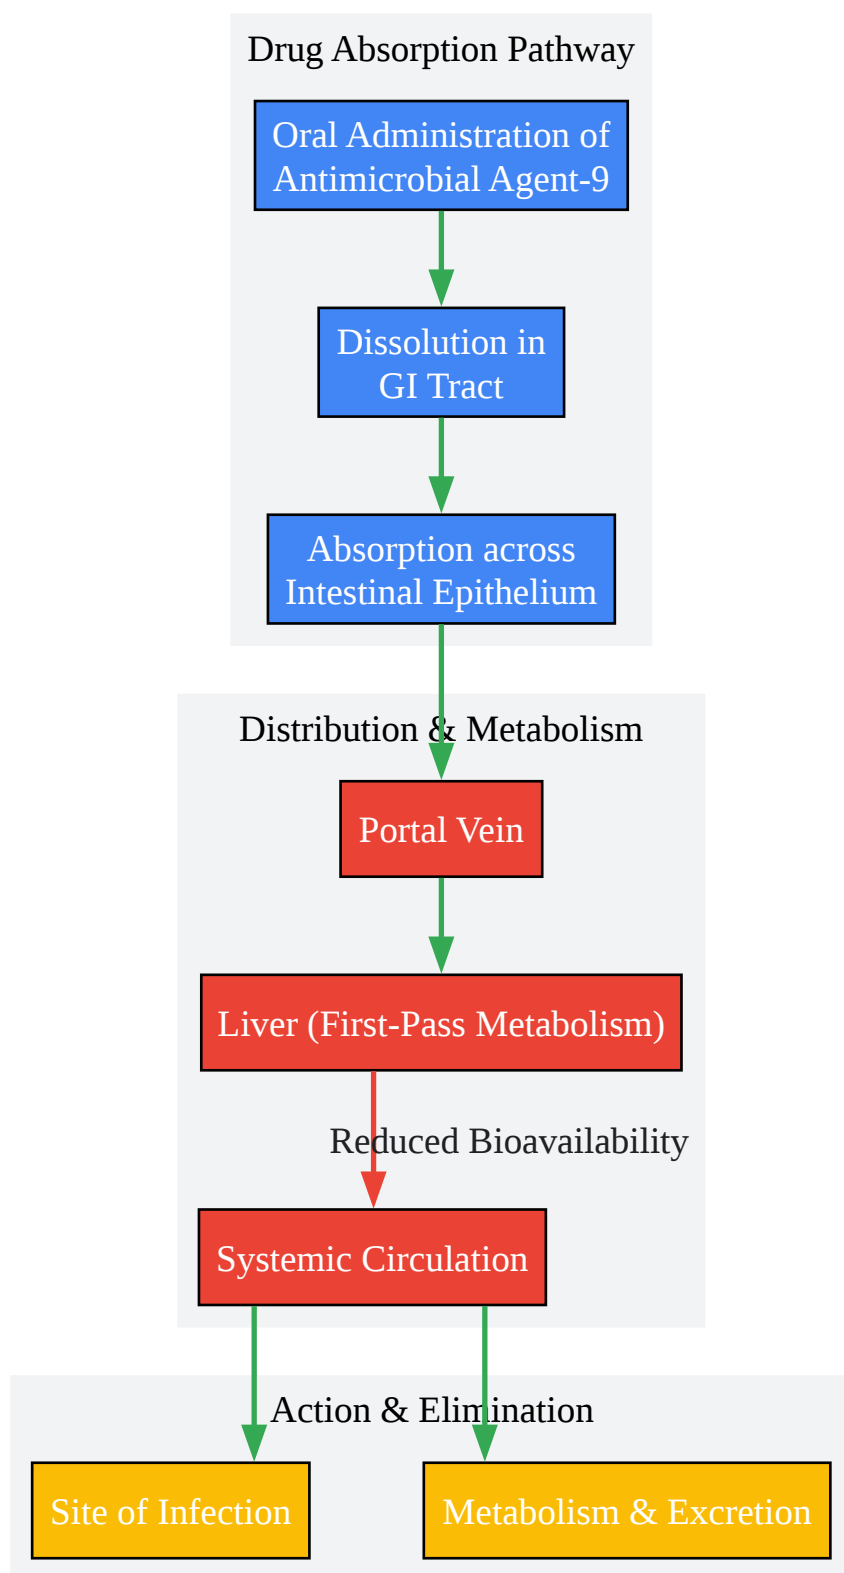 Drug Absorption Pathway
Oral Administration of
Antimicrobial Agent-9
Dissolution in
GI Tract
Absorption across
Intestinal Epithelium
Distribution & Metabolism
Portal Vein
Liver (First-Pass Metabolism)
Reduced Bioavailability
Systemic Circulation
Action & Elimination
Site of Infection
Metabolism & Excretion